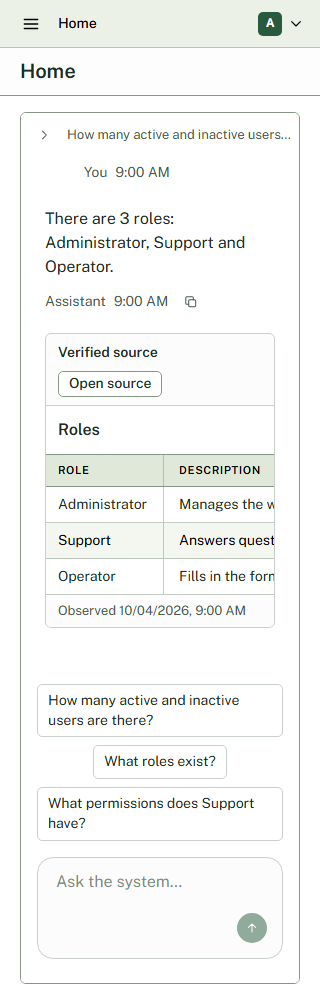 Home
A
Home
How many active and inactive users...
You 9:00 AM
There are 3 roles:
Administrator, Support and
Operator.
Assistant 9:00 AM
Verified source
Open source
Roles
ROLE DESCRIPTION
Administrator Manages the w
Support Answers quest
Operator Fills in the form
Observed 10/04/2026, 9:00 AM
How many active and inactive
users are there?
What roles exist?
What permissions does Support
have?
Ask the system...